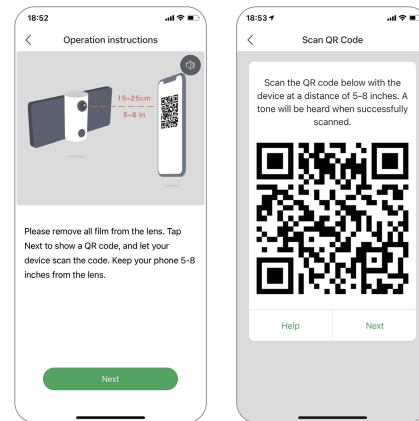 18:52
Operation instructions
15-25cm
5-8 in
Please remove all film from the lens. Tap
Next to show a QR code, and let your
device scan the code. Keep your phone 5-8
inches from the lens.
Next
18:53
Scan QR Code
Scan the QR code below with the
device at a distance of 5-8 inches. A
tone will be heard when successfully
scanned.
Help
Next